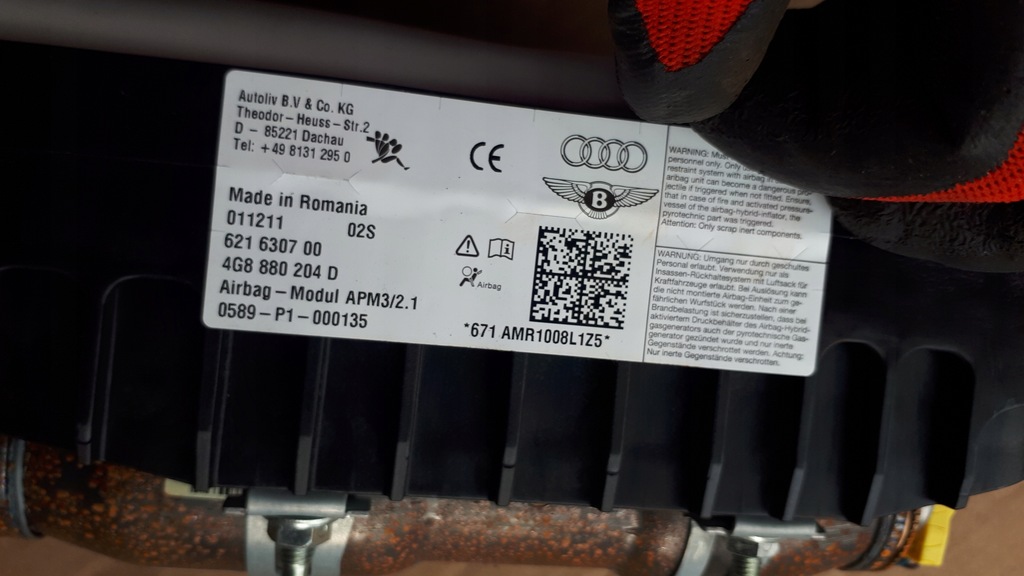 Autoliv B.V & Co. KG
Theodor - Heuss - Str.2
D - 85221 Dachau
Tel: +49 8131 295 0
CE
B
Made in Romania
011211 02S
621 6307 00
4G8 880 204 D
Airbag - Modul APM3/2.1
0589 - P1 - 000135
i
Airbag
*671 AMR1008L1Z5*
WARNING:
personnel only. Only
restraint system with airbag
airbag unit can become a dangerous
jectile if triggered when not fitted. Ensure,
that in case of fire and activated pressure-
vessel of the airbag-hybrid-inflator, the
pyrotechnic part was triggered.
Attention: Only scrap inert components.
WARNUNG: Umgang nur durch geschultes
Personal erlaubt. Verwendung nur als
Insassen-Rückhaltesystem mit Luftsack für
Kraftfahrzeuge erlaubt. Bei Auslösung kann
die nicht montierte Airbag-Einheit zum ge-
fährlichen Wurfstück werden. Nach einer
Brandbelastung ist sicherzustellen, dass bei
aktiviertem Druckbehälter des Airbag-Hybrid-
gasgenerators auch der pyrotechnische Gas-
generator gezündet wurde und nur inerte
Gegenstände verschrottet werden. Achtung:
Nur inerte Gegenstände verschrotten.